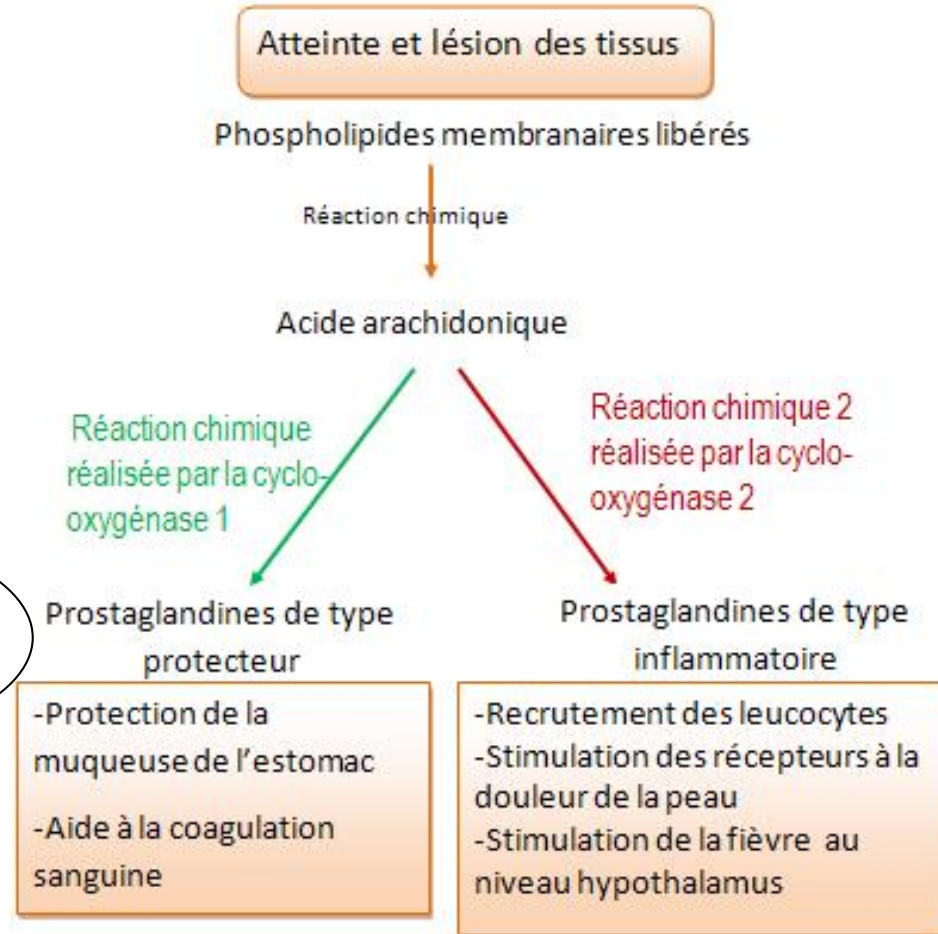 Atteinte et lésion des tissus
Phospholipides membranaires libérés
Réaction chimique
Acide arachidonique
Réaction chimique
réalisée par la cyclo-
oxygénase 1
Réaction chimique 2
réalisée par la cyclo-
oxygénase 2
Prostaglandines de type
protecteur
-Protection de la
muqueuse de l'estomac
-Aide à la coagulation
sanguine
Prostaglandines de type
inflammatoire
-Recrutement des leucocytes
-Stimulation des récepteurs à la
douleur de la peau
-Stimulation de la fièvre au
niveau hypothalamus